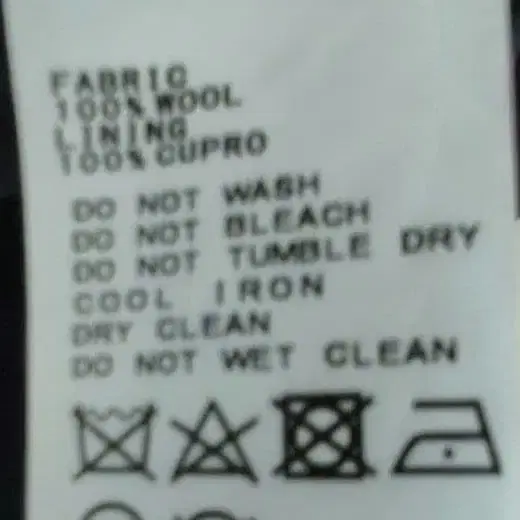 FABRIC
100% WOOL
LINING
100% CUPRO
DO NOT WASH
DO NOT BLEACH
DO NOT TUMBLE DRY
COOL IRON
DRY CLEAN
DO NOT WET CLEAN